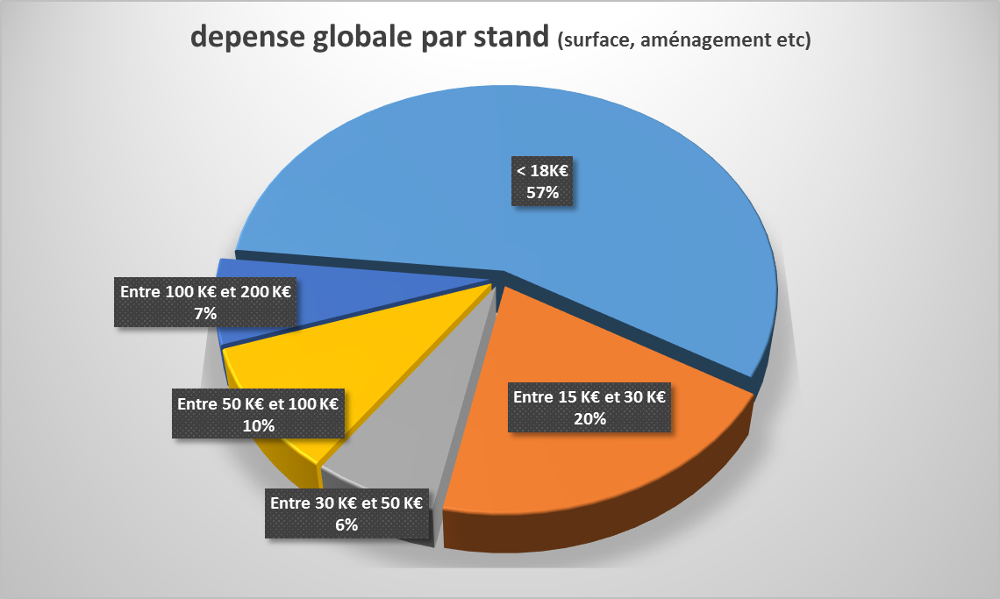 depense globale par stand (surface, aménagement etc)
< 18K€
57%
Entre 100 K€ et 200 K€
7%
Entre 50 K€ et 100 K€
10%
Entre 15 K€ et 30 K€
20%
Entre 30 K€ et 50 K€
6%